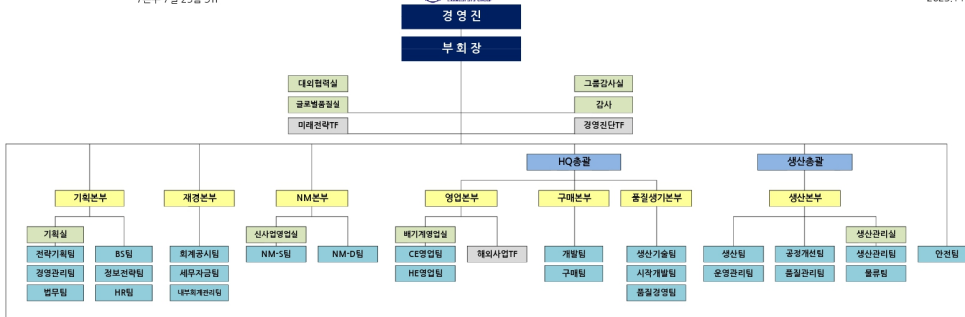 경영진
부회장
대외협력실 그룹감사실
글로벌품질실 감사
미래전략TF 경영진단TF
HQ총괄 생산총괄
기획본부 재경본부 NM본부 영업본부 구매본부 품질생기본부 생산본부
기획실 신사업영업실 배기계영업실 생산관리실
전략기획팀 BS팀 회계공시팀 NM-S팀 NM-D팀 CE영업팀 해외사업TF 개발팀 생산기술팀 생산팀 공정개선팀 생산관리팀 안전팀
경영관리팀 정보전략팀 세무자금팀 HE영업팀 구매팀 시작개발팀 운영관리팀 품질관리팀 물류팀
법무팀 HR팀 내부회계관리팀 품질경영팀